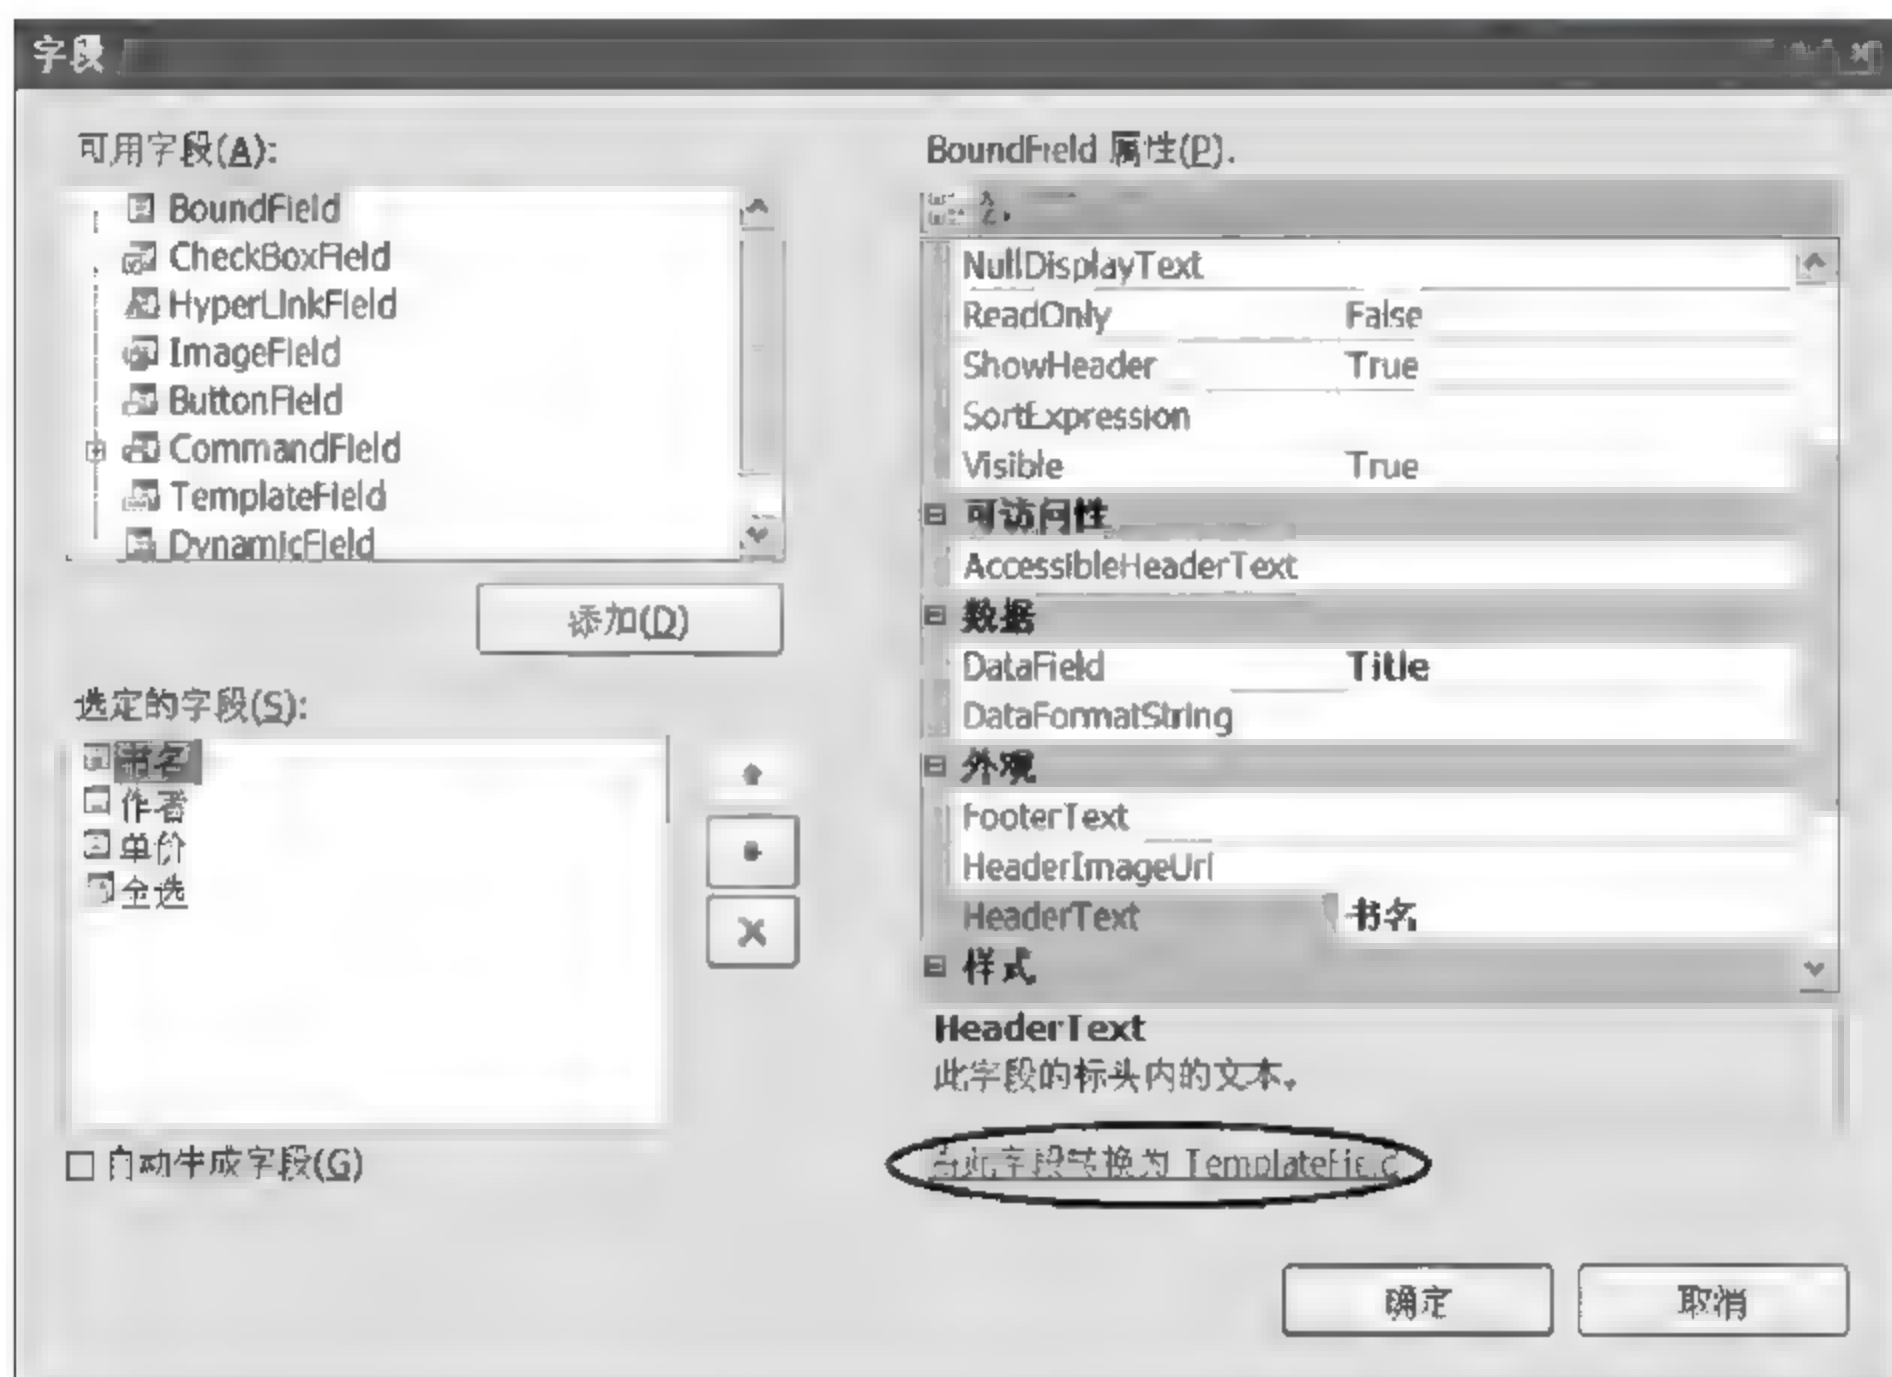 字段
可用字段(A):
BoundField
CheckBoxField
HyperLinkField
ImageField
ButtonField
CommandField
TemplateField
DynamicField
添加(D)
选定的字段(S):
书名
作者
单价
全选
自动生成字段(G)
BoundField 属性(P).
NullDisplayText
ReadOnly False
ShowHeader True
SortExpression
Visible True
可访问性
AccessibleHeaderText
数据
DataField Title
DataFormatString
外观
FooterText
HeaderImageUrl
HeaderText 书名
样式
HeaderText
此字段的标头内的文本。
将此字段转换为 TemplateField
确定
取消